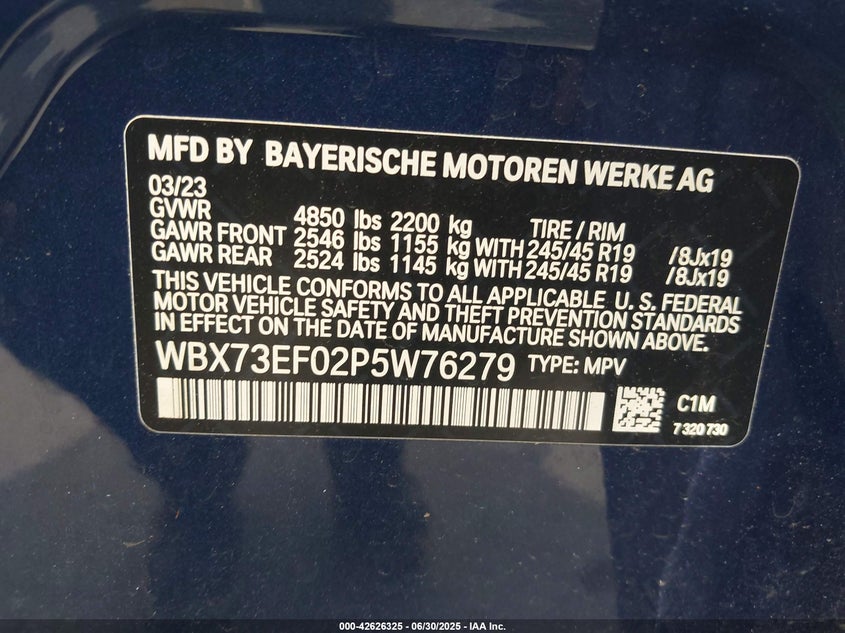 MFD BY BAYERISCHE MOTOREN WERKE AG
03/23
GVWR 4850 lbs 2200 kg TIRE / RIM
GAWR FRONT 2546 lbs 1155 kg WITH 245/45 R19 /8Jx19
GAWR REAR 2524 lbs 1145 kg WITH 245/45 R19 /8Jx19
THIS VEHICLE CONFORMS TO ALL APPLICABLE U. S. FEDERAL
MOTOR VEHICLE SAFETY AND THEFT PREVENTION STANDARDS
IN EFFECT ON THE DATE OF MANUFACTURE SHOWN ABOVE.
WBX73EF02P5W76279 TYPE: MPV
C1M
7 320 730
000-42626325 - 06/30/2025 - IAA Inc.